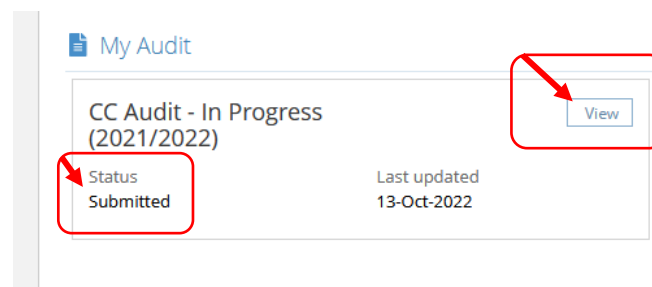 My Audit
CC Audit - In Progress
(2021/2022)
View
Status
Last updated
Submitted
13-Oct-2022